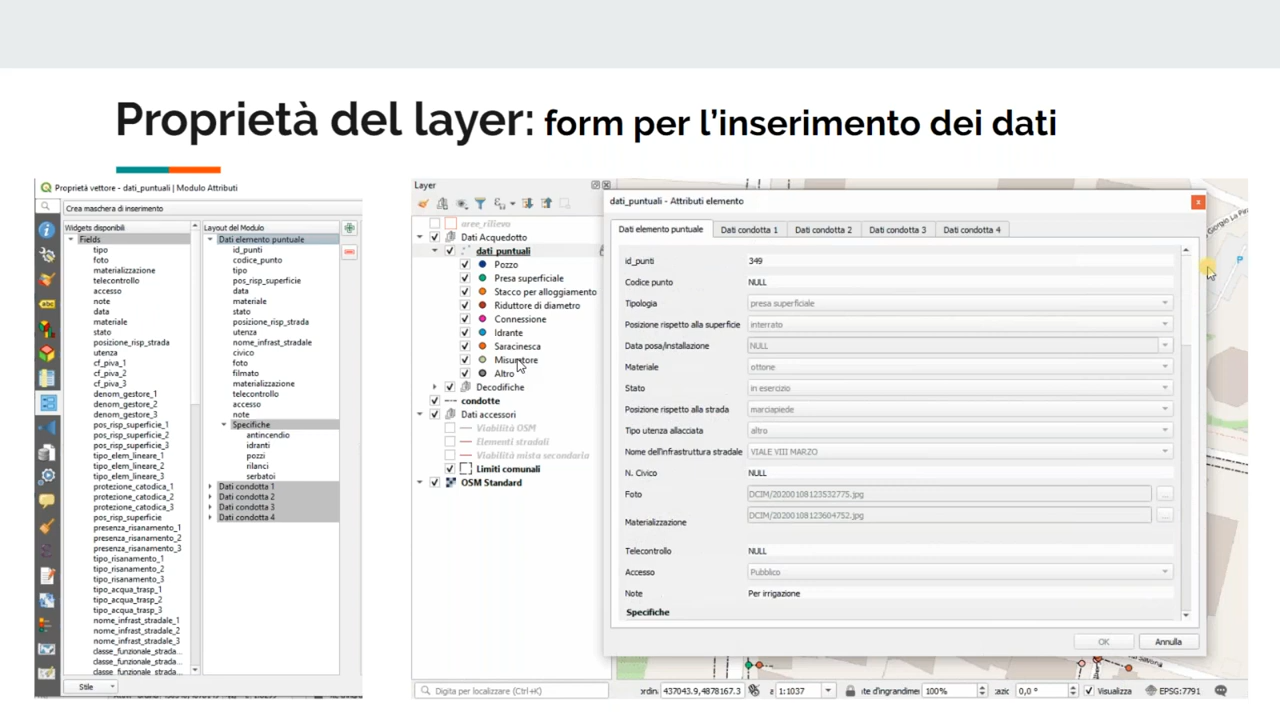 Proprietà del layer: form per l'inserimento dei dati
Proprietà vettore - dati_puntuali | Modulo Attributi
Crea maschera di inserimento
Widgets disponibili
Fields
tipo
foto
materializzazione
telecontrollo
accesso
note
data
materiale
stato
posizione_risp_strada
utenza
cf_piva_1
cf_piva_2
cf_piva_3
denom_gestore_1
denom_gestore_2
denom_gestore_3
pos_risp_superficie_1
pos_risp_superficie_2
pos_risp_superficie_3
tipo_elem_lineare_1
tipo_elem_lineare_2
protezione_catodica_1
protezione_catodica_2
protezione_catodica_3
pos_risp_superficie
presenza_risanamento_1
presenza_risanamento_2
presenza_risanamento_3
tipo_risanamento_1
tipo_risanamento_2
tipo_risanamento_3
tipo_acqua_trasp_1
tipo_acqua_trasp_2
tipo_acqua_trasp_3
nome_infrast_stradale_1
nome_infrast_stradale_2
nome_infrast_stradale_3
classe_funzionale_strada...
classe_funzionale_strada...
classe_funzionale_strada...
Stile
Layout del Modulo
Dati elemento puntuale
id_punti
codice_punto
tipo
pos_risp_superficie
data
materiale
stato
posizione_risp_strada
utenza
nome_infrast_stradale
civico
foto
filmato
materializzazione
telecontrollo
accesso
note
Specifiche
antincendio
idranti
pozzi
rilanci
serbatoi
Dati condotta 1
Dati condotta 2
Dati condotta 3
Dati condotta 4
Layer
aree_rilievo
Dati Acquedotto
dati_puntuali
Pozzo
Presa superficiale
Stacco per alloggiamento
Riduttore di diametro
Connessione
Idrante
Saracinesca
Misuratore
Altro
Decodifiche
condotte
Dati accessori
Viabilità OSM
Elementi stradali
Viabilità mista secondaria
Limiti comunali
OSM Standard
dati_puntuali - Attributi elemento
Dati elemento puntuale Dati condotta 1 Dati condotta 2 Dati condotta 3 Dati condotta 4
id_punti 349
Codice punto NULL
Tipologia presa superficiale
Posizione rispetto alla superficie interrato
Data posa/installazione NULL
Materiale ottone
Stato in esercizio
Posizione rispetto alla strada marciapiede
Tipo utenza allacciata altro
Nome dell'infrastruttura stradale VIALE VIII MARZO
N. Civico NULL
Foto DCIM/20200108123532775.jpg ...
Materializzazione DCIM/20200108123604752.jpg ...
Telecontrollo NULL
Accesso Pubblico
Note Per irrigazione
Specifiche
OK Annulla
P
Savona
Digita per localizzare (Ctrl+K) :ordin 437043.9,4878167.3 a 1:1037 te d'ingrandimer 100% :azic 0,0 ° Visualizza EPSG:7791